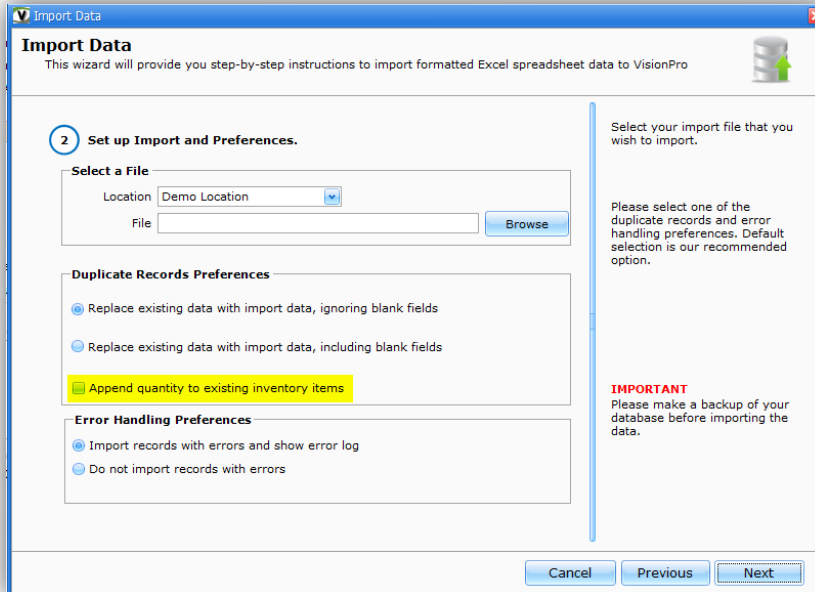 Import Data
Import Data
This wizard will provide you step-by-step instructions to import formatted Excel spreadsheet data to VisionPro
2 Set up Import and Preferences.
Select a File
Location Demo Location
File Browse
Duplicate Records Preferences
Replace existing data with import data, ignoring blank fields
Replace existing data with import data, including blank fields
Append quantity to existing inventory items
Error Handling Preferences
Import records with errors and show error log
Do not import records with errors
Select your import file that you
wish to import.
Please select one of the
duplicate records and error
handling preferences. Default
selection is our recommended
option.
IMPORTANT
Please make a backup of your
database before importing the
data.
Cancel Previous Next